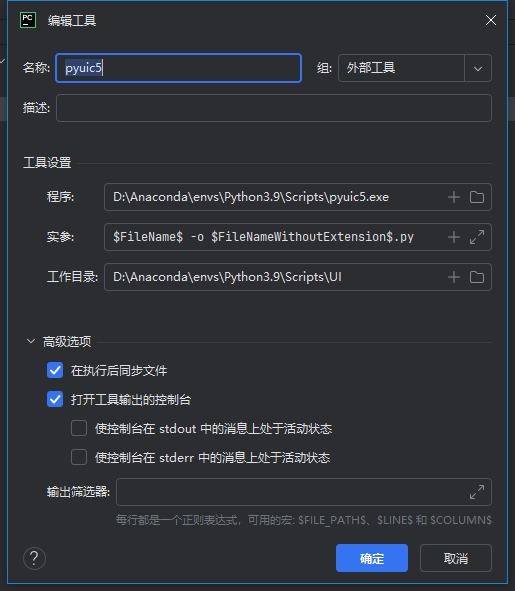 PC 编辑工具
名称: pyuic5 组: 外部工具
描述:
工具设置
程序: D:\Anaconda\envs\Python3.9\Scripts\pyuic5.exe
实参: $FileName$ -o $FileNameWithoutExtension$.py
工作目录: D:\Anaconda\envs\Python3.9\Scripts\UI
高级选项
在执行后同步文件
打开工具输出的控制台
使控制台在 stdout 中的消息上处于活动状态
使控制台在 stderr 中的消息上处于活动状态
输出筛选器:
每行都是一个正则表达式，可用的宏: $FILE_PATH$、$LINE$ 和 $COLUMN$
? 确定 取消